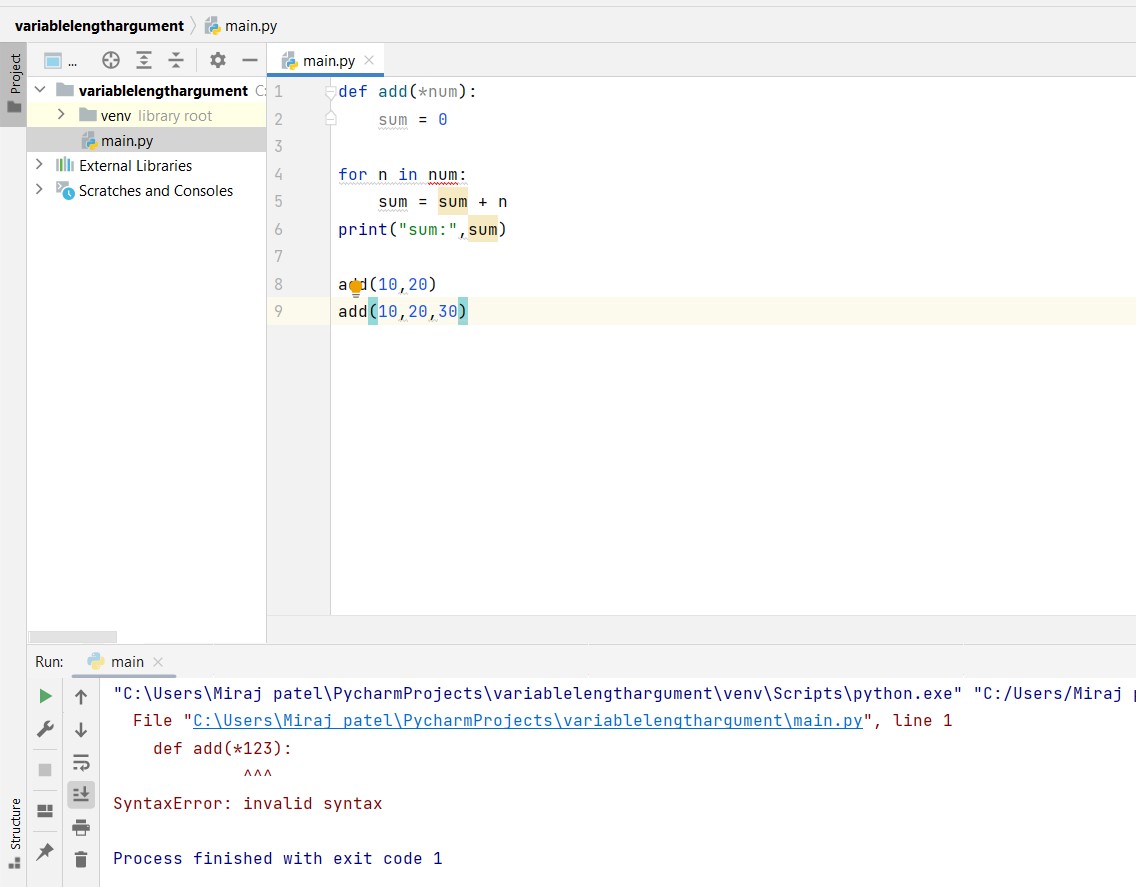 variablelengthargument main.py
Project
...
main.py
variablelengthargument C:
venv library root
main.py
External Libraries
Scratches and Consoles
1 def add(*num):
2 sum = 0
3
4 for n in num:
5 sum = sum + n
6 print("sum:",sum)
7
8 add(10,20)
9 add(10,20,30)
Run: main
"C:\Users\Miraj patel\PycharmProjects\variablelengthargument\venv\Scripts\python.exe" "C:/Users/Miraj p
File "C:\Users\Miraj patel\PycharmProjects\variablelengthargument\main.py", line 1
def add(*123):
^^^
SyntaxError: invalid syntax
Process finished with exit code 1
Structure